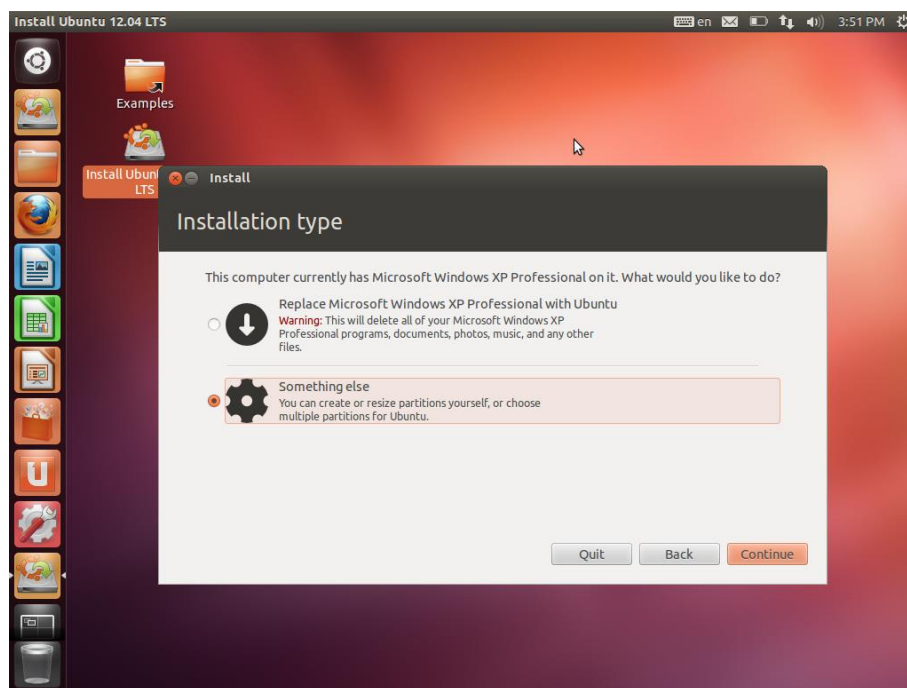 Install Ubuntu 12.04 LTS
en
3:51 PM
Examples
Install Ubun
LTS
Install
Installation type
This computer currently has Microsoft Windows XP Professional on it. What would you like to do?
Replace Microsoft Windows XP Professional with Ubuntu
Warning: This will delete all of your Microsoft Windows XP
Professional programs, documents, photos, music, and any other
files.
Something else
You can create or resize partitions yourself, or choose
multiple partitions for Ubuntu.
Quit
Back
Continue